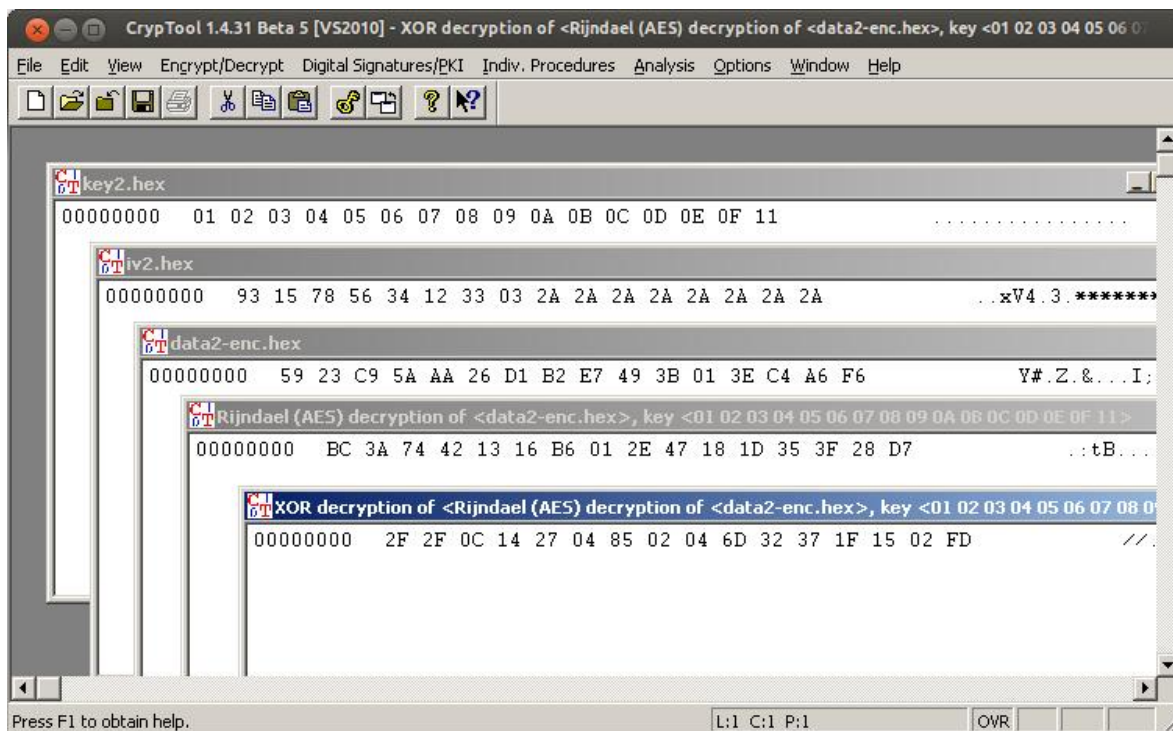 CrypTool 1.4.31 Beta 5 [VS2010] - XOR decryption of <Rijndael (AES) decryption of <data2-enc.hex>, key <01 02 03 04 05 06 07
File Edit View Encrypt/Decrypt Digital Signatures/PKI Indiv. Procedures Analysis Options Window Help
key2.hex
00000000 01 02 03 04 05 06 07 08 09 0A 0B 0C 0D 0E 0F 11 ................
iv2.hex
00000000 93 15 78 56 34 12 33 03 2A 2A 2A 2A 2A 2A 2A 2A ..xV4.3.*******
data2-enc.hex
00000000 59 23 C9 5A AA 26 D1 B2 E7 49 3B 01 3E C4 A6 F6 Y#.Z.&...I;
Rijndael (AES) decryption of <data2-enc.hex>, key <01 02 03 04 05 06 07 08 09 0A 0B 0C 0D 0E 0F 11>
00000000 BC 3A 74 42 13 16 B6 01 2E 47 18 1D 35 3F 28 D7 .:tB....
XOR decryption of <Rijndael (AES) decryption of <data2-enc.hex>, key <01 02 03 04 05 06 07 08 0
00000000 2F 2F 0C 14 27 04 85 02 04 6D 32 37 1F 15 02 FD //.
Press F1 to obtain help. L:1 C:1 P:1 OVR